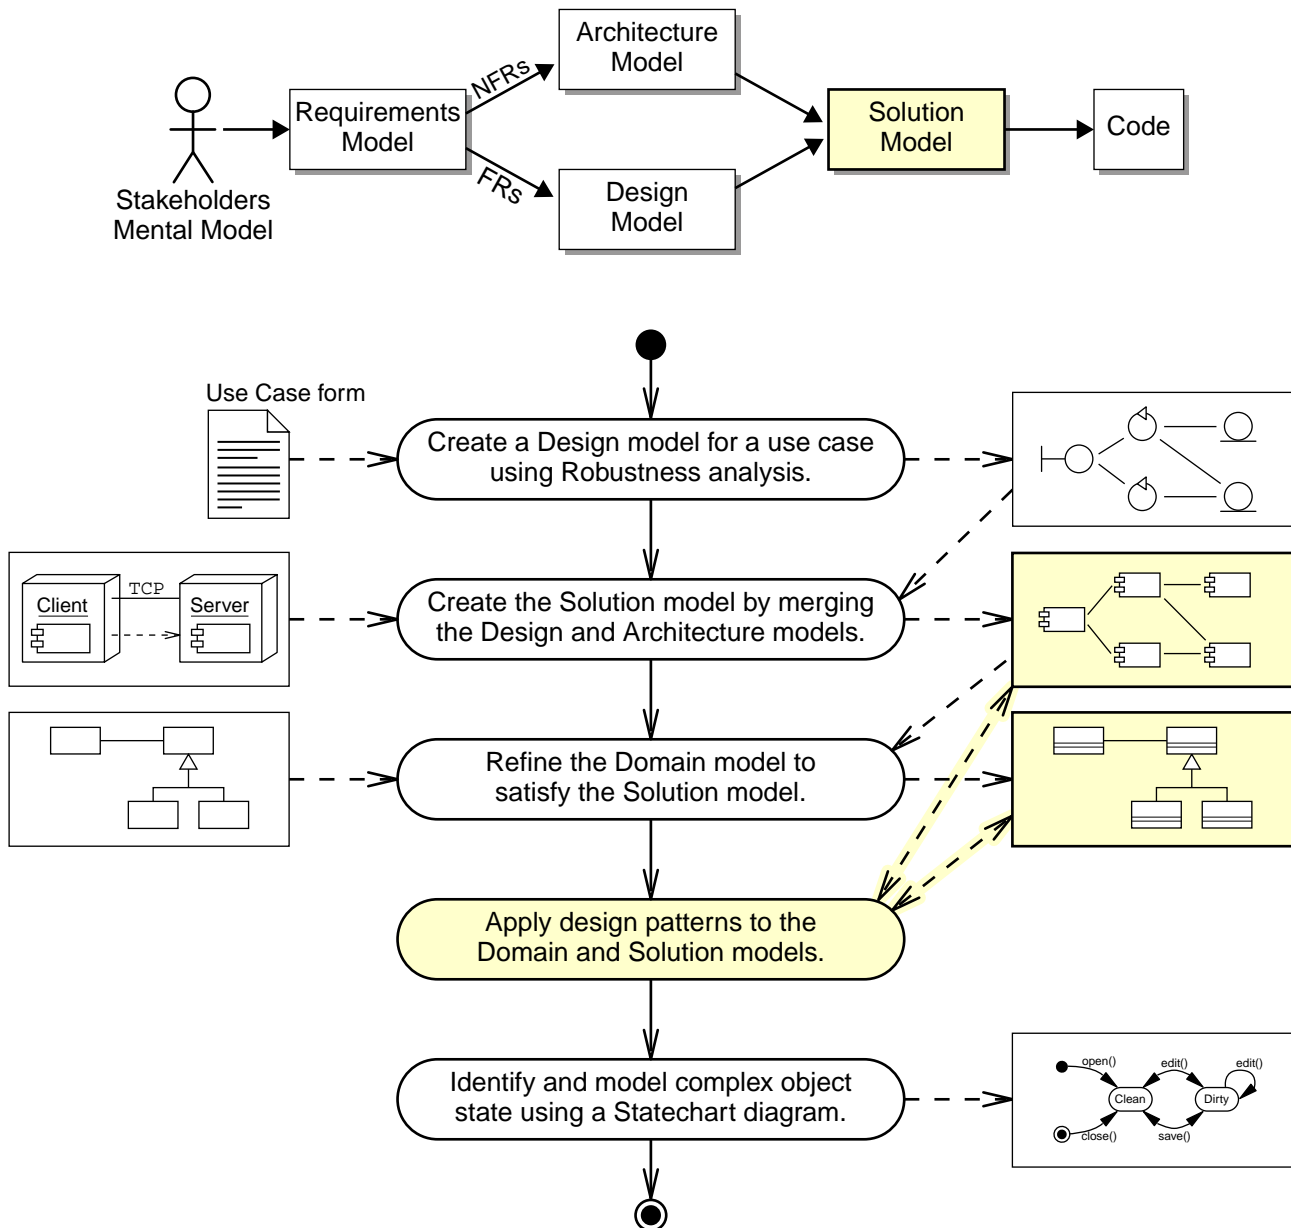 Architecture
Model
NFRs
Requirements
Model
Solution
Model
Code
FRs
Design
Model
Stakeholders
Mental Model
Use Case form
Create a Design model for a use case
using Robustness analysis.
TCP
Client
Server
Create the Solution model by merging
the Design and Architecture models.
Refine the Domain model to
satisfy the Solution model.
Apply design patterns to the
Domain and Solution models.
Identify and model complex object
state using a Statechart diagram.
open()
edit()
edit()
Clean
Dirty
close()
save()